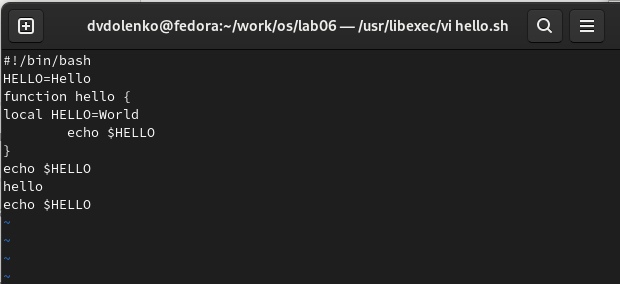 dvdolenko@fedora:~/work/os/lab06 — /usr/libexec/vi hello.sh
#!/bin/bash
HELLO=Hello
function hello {
local HELLO=World
        echo $HELLO
}
echo $HELLO
hello
echo $HELLO
~
~
~
~